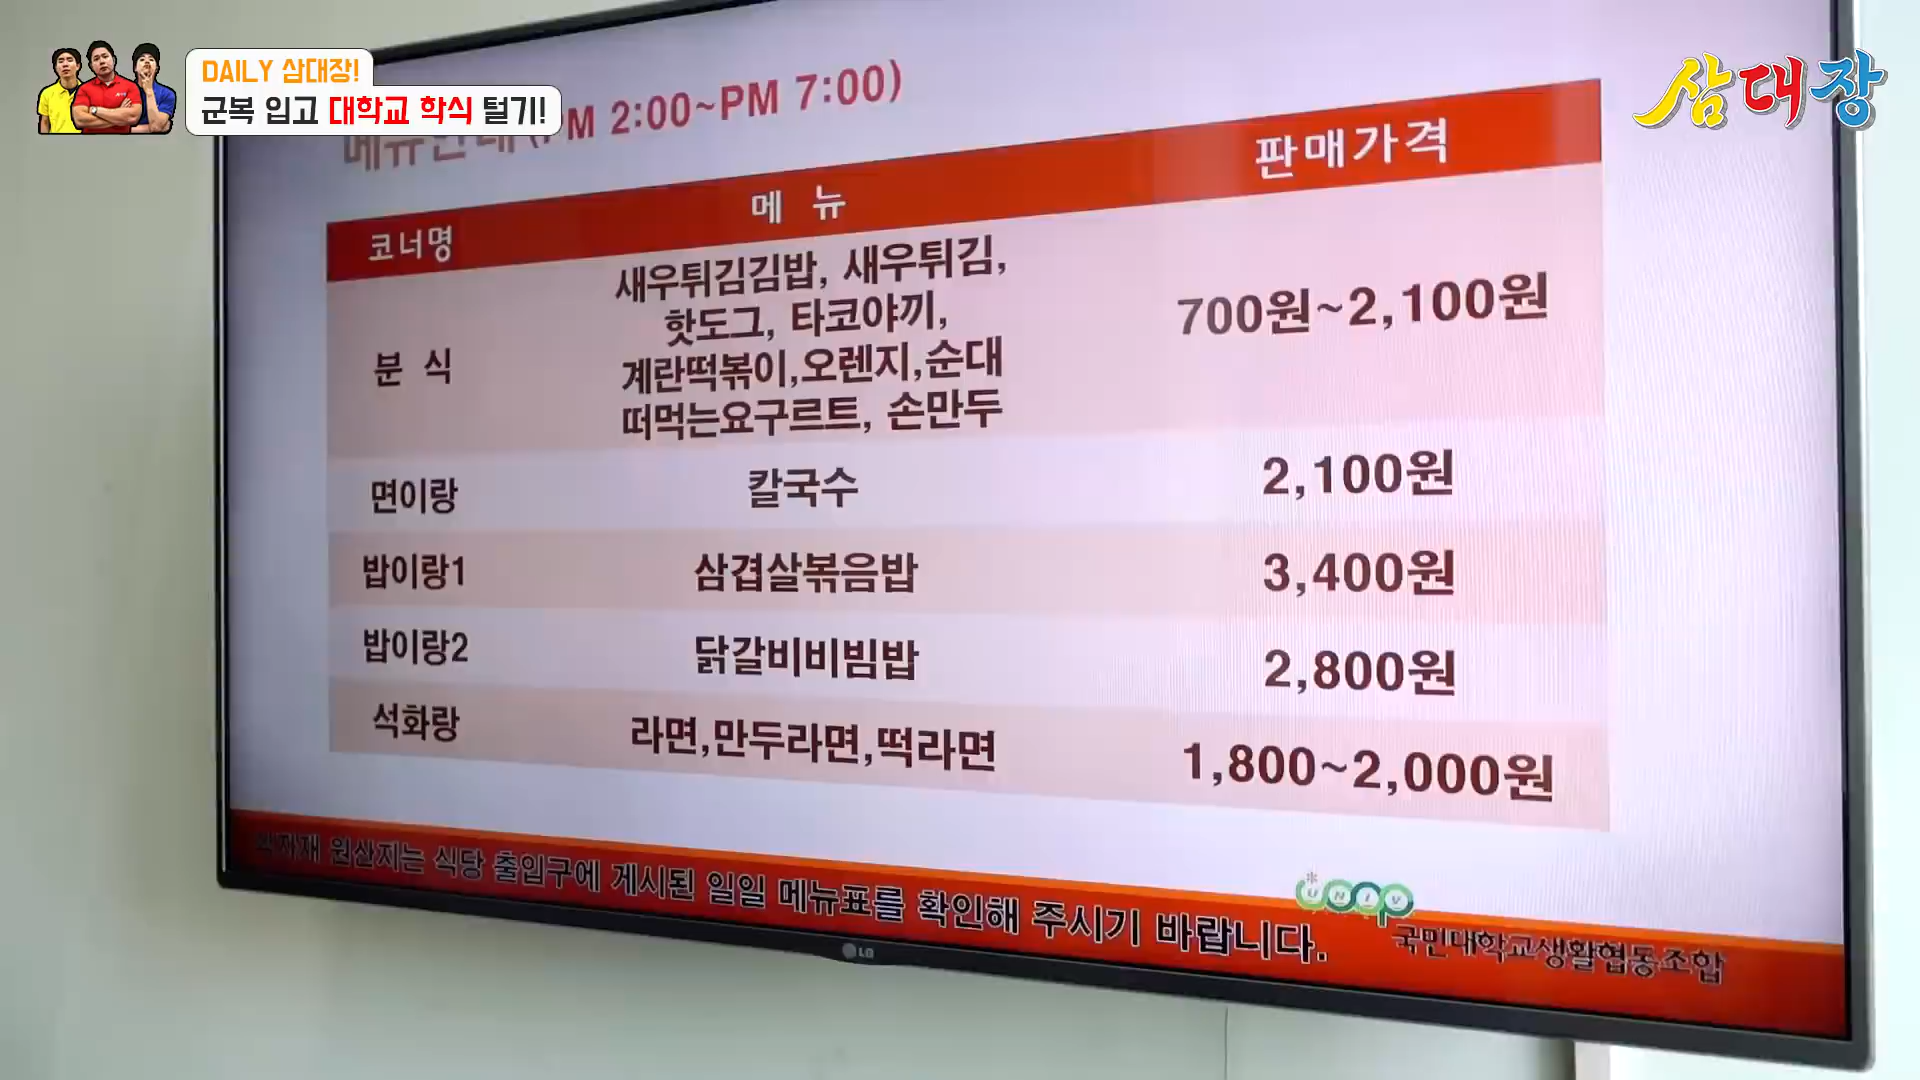 DAILY 삼대장!
군복 입고 대학교 학식 털기!
삼대장
메뉴안내(PM 2:00~PM 7:00)
코너명 메 뉴 판매가격
분 식
새우튀김김밥, 새우튀김,
핫도그, 타코야끼,
계란떡볶이,오렌지,순대
떠먹는요구르트, 손만두
700원~2,100원
면이랑 칼국수 2,100원
밥이랑1 삼겹살볶음밥 3,400원
밥이랑2 닭갈비비빔밥 2,800원
석화랑 라면,만두라면,떡라면 1,800~2,000원
원산지는 식당 출입구에 게시된 일일 메뉴표를 확인해 주시기 바랍니다.
UNIV
coop
국민대학교생활협동조합
LG